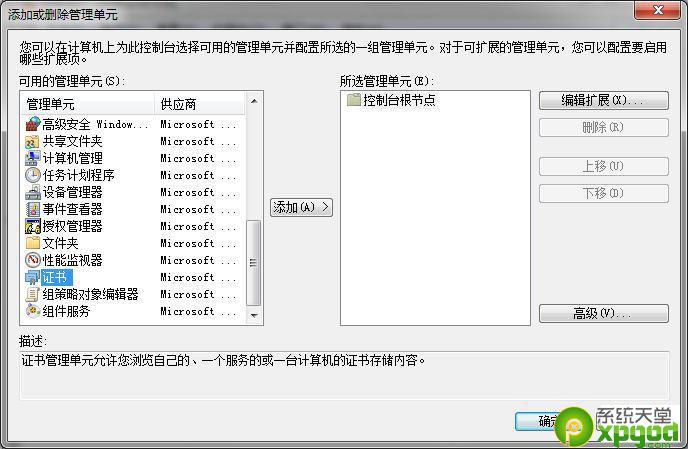 添加或删除管理单元
您可以在计算机上为此控制台选择可用的管理单元并配置所选的一组管理单元。对于可扩展的管理单元，您可以配置要启用
哪些扩展项。
可用的管理单元(S):
所选管理单元(E):
管理单元 供应商
高级安全 Window... Microsoft ...
共享文件夹 Microsoft ...
计算机管理 Microsoft ...
任务计划程序 Microsoft ...
设备管理器 Microsoft ...
事件查看器 Microsoft ...
授权管理器 Microsoft ...
文件夹 Microsoft ...
性能监视器 Microsoft ...
证书 Microsoft ...
组策略对象编辑器 Microsoft ...
组件服务 Microsoft ...
添加(A) >
控制台根节点
编辑扩展(X)...
删除(R)
上移(U)
下移(D)
高级(V)...
描述:
证书管理单元允许您浏览自己的、一个服务的或一台计算机的证书存储内容。
确定
系统天堂
xpgod
.com